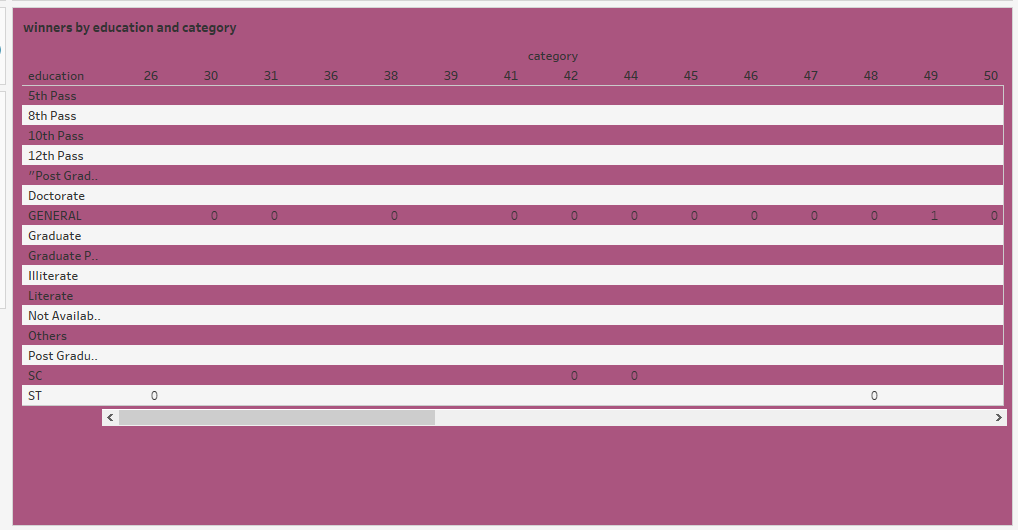 winners by education and category
category
education 26 30 31 36 38 39 41 42 44 45 46 47 48 49 50
5th Pass
8th Pass
10th Pass
12th Pass
"Post Grad..
Doctorate
GENERAL 0 0 0 0 0 0 0 0 0 0 1 0
Graduate
Graduate P..
Illiterate
Literate
Not Availab..
Others
Post Gradu..
SC 0 0
ST 0 0